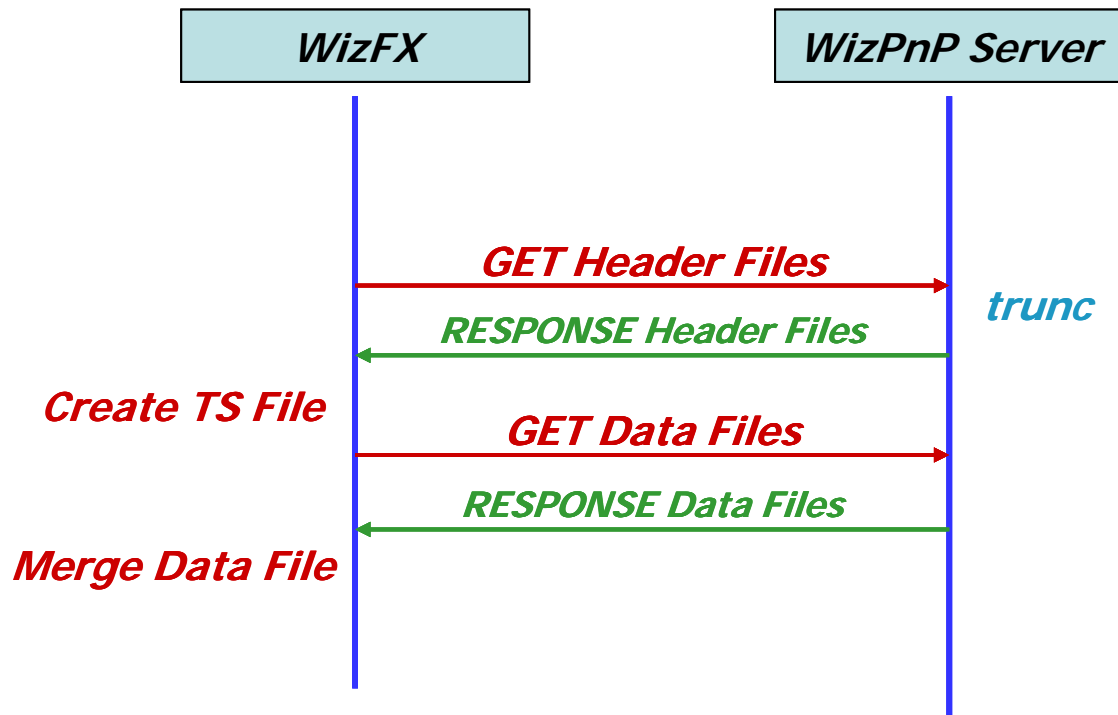 WizFX
WizPnP Server
GET Header Files
trunc
RESPONSE Header Files
Create TS File
GET Data Files
RESPONSE Data Files
Merge Data File